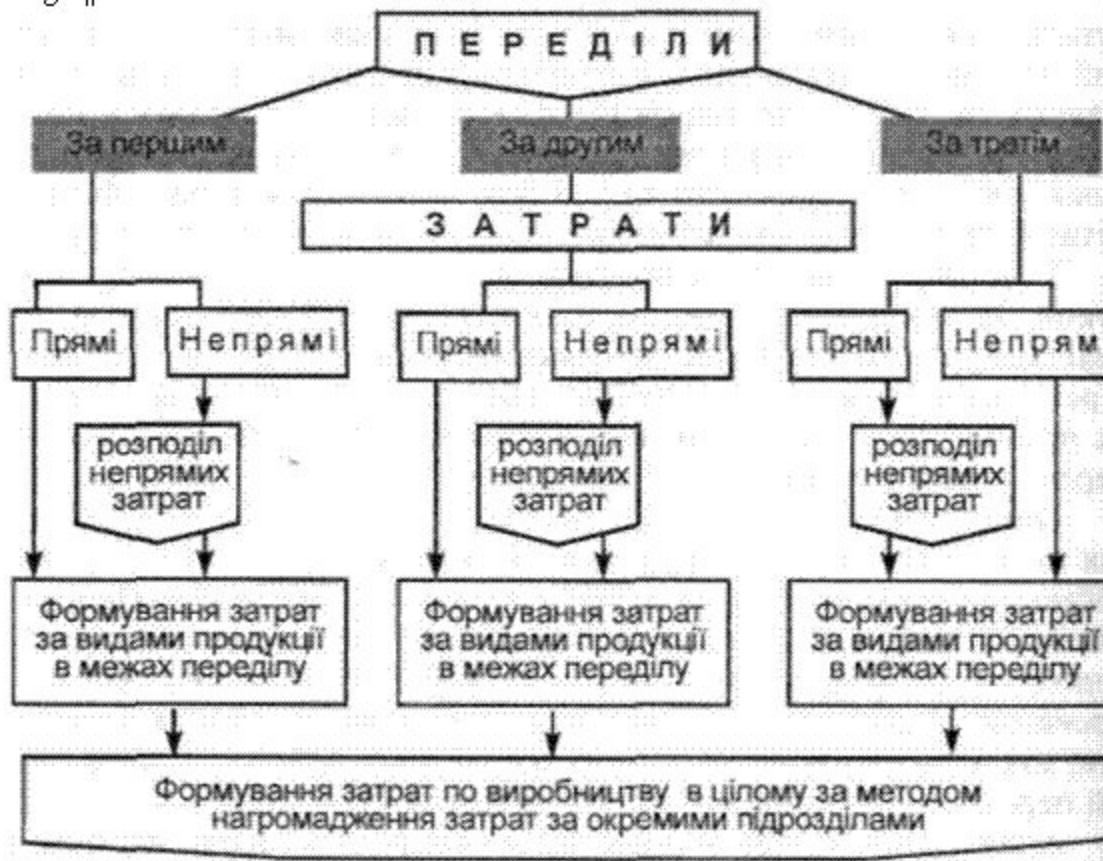 ПЕРЕДІЛИ
За першим
За другим
За третім
ЗАТРАТИ
Прямі
Непрямі
Прямі
Непрямі
Прямі
Непрям
розподіл
непрямих
затрат
розподіл
непрямих
затрат
розподіл
непрямих
затрат
Формування затрат
за видами продукції
в межах переділу
Формування затрат
за видами продукції
в межах переділу
Формування затрат
за видами продукції
в межах переділу
Формування затрат по виробництву в цілому за методом
нагромадження затрат за окремими підрозділами